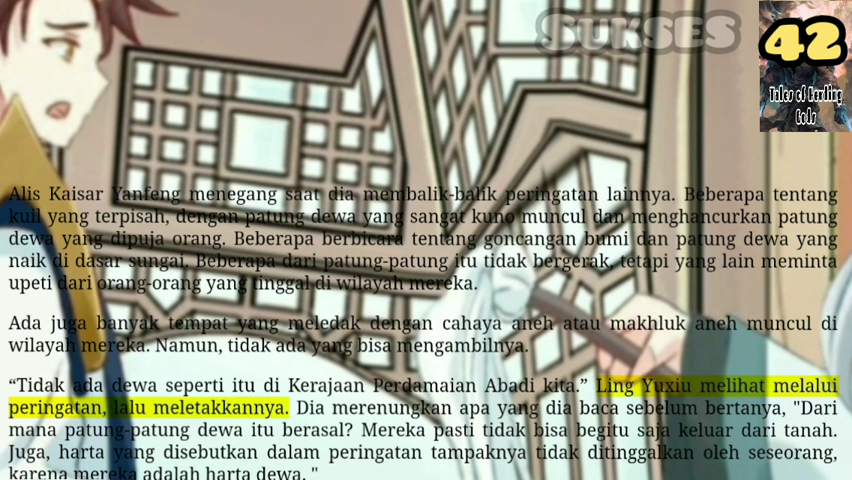 SUKSES
42
Tales of Herding
Gods
Alis Kaisar Yanfeng menegang saat dia membalik-balik peringatan lainnya. Beberapa tentang
kuil yang terpisah, dengan patung dewa yang sangat kuno muncul dan menghancurkan patung
dewa yang dipuja orang. Beberapa berbicara tentang goncangan bumi dan patung dewa yang
naik di dasar sungai. Beberapa dari patung-patung itu tidak bergerak, tetapi yang lain meminta
upeti dari orang-orang yang tinggal di wilayah mereka.
Ada juga banyak tempat yang meledak dengan cahaya aneh atau makhluk aneh muncul di
wilayah mereka. Namun, tidak ada yang bisa mengambilnya.
“Tidak ada dewa seperti itu di Kerajaan Perdamaian Abadi kita.” Ling Yuxiu melihat melalui
peringatan, lalu meletakkannya. Dia merenungkan apa yang dia baca sebelum bertanya, "Dari
mana patung-patung dewa itu berasal? Mereka pasti tidak bisa begitu saja keluar dari tanah.
Juga, harta yang disebutkan dalam peringatan tampaknya tidak ditinggalkan oleh seseorang,
karena mereka adalah harta dewa. "